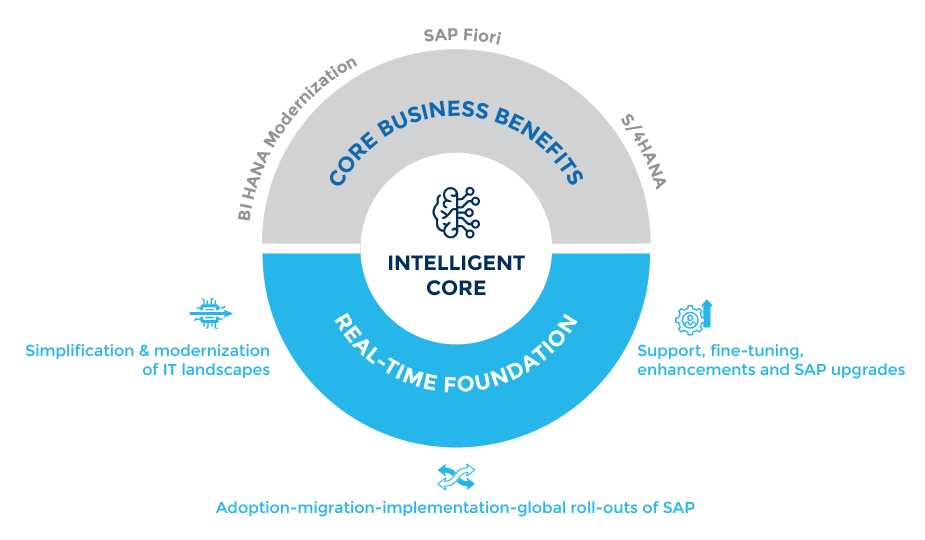 SAP Fiori
BI HANA Modernization
S/4HANA
CORE BUSINESS BENEFITS
INTELLIGENT
CORE
REAL-TIME FOUNDATION
Simplification & modernization
of IT landscapes
Support, fine-tuning,
enhancements and SAP upgrades
Adoption-migration-implementation-global roll-outs of SAP